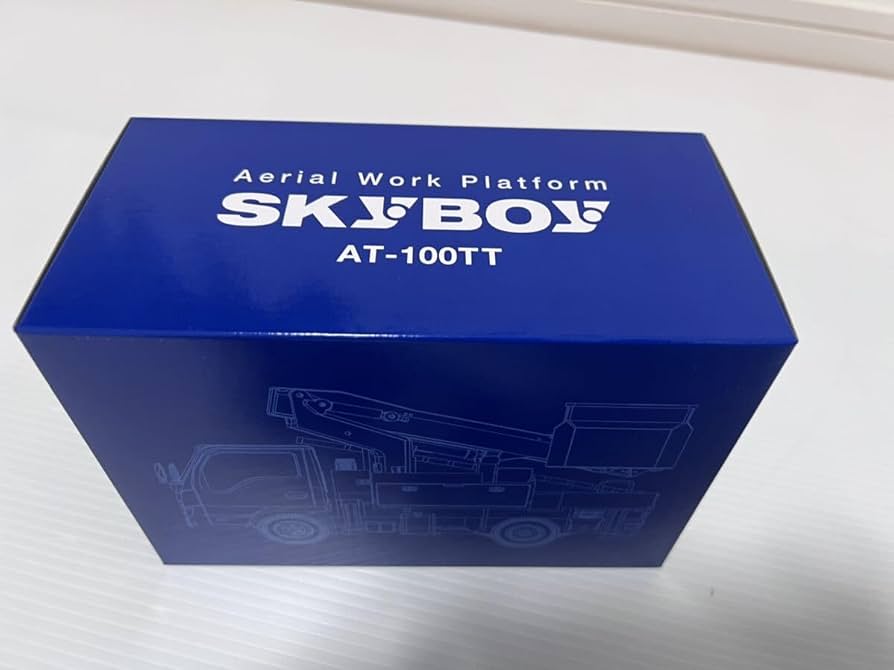 Aerial Work Platform
SKYBOY
AT-100TT